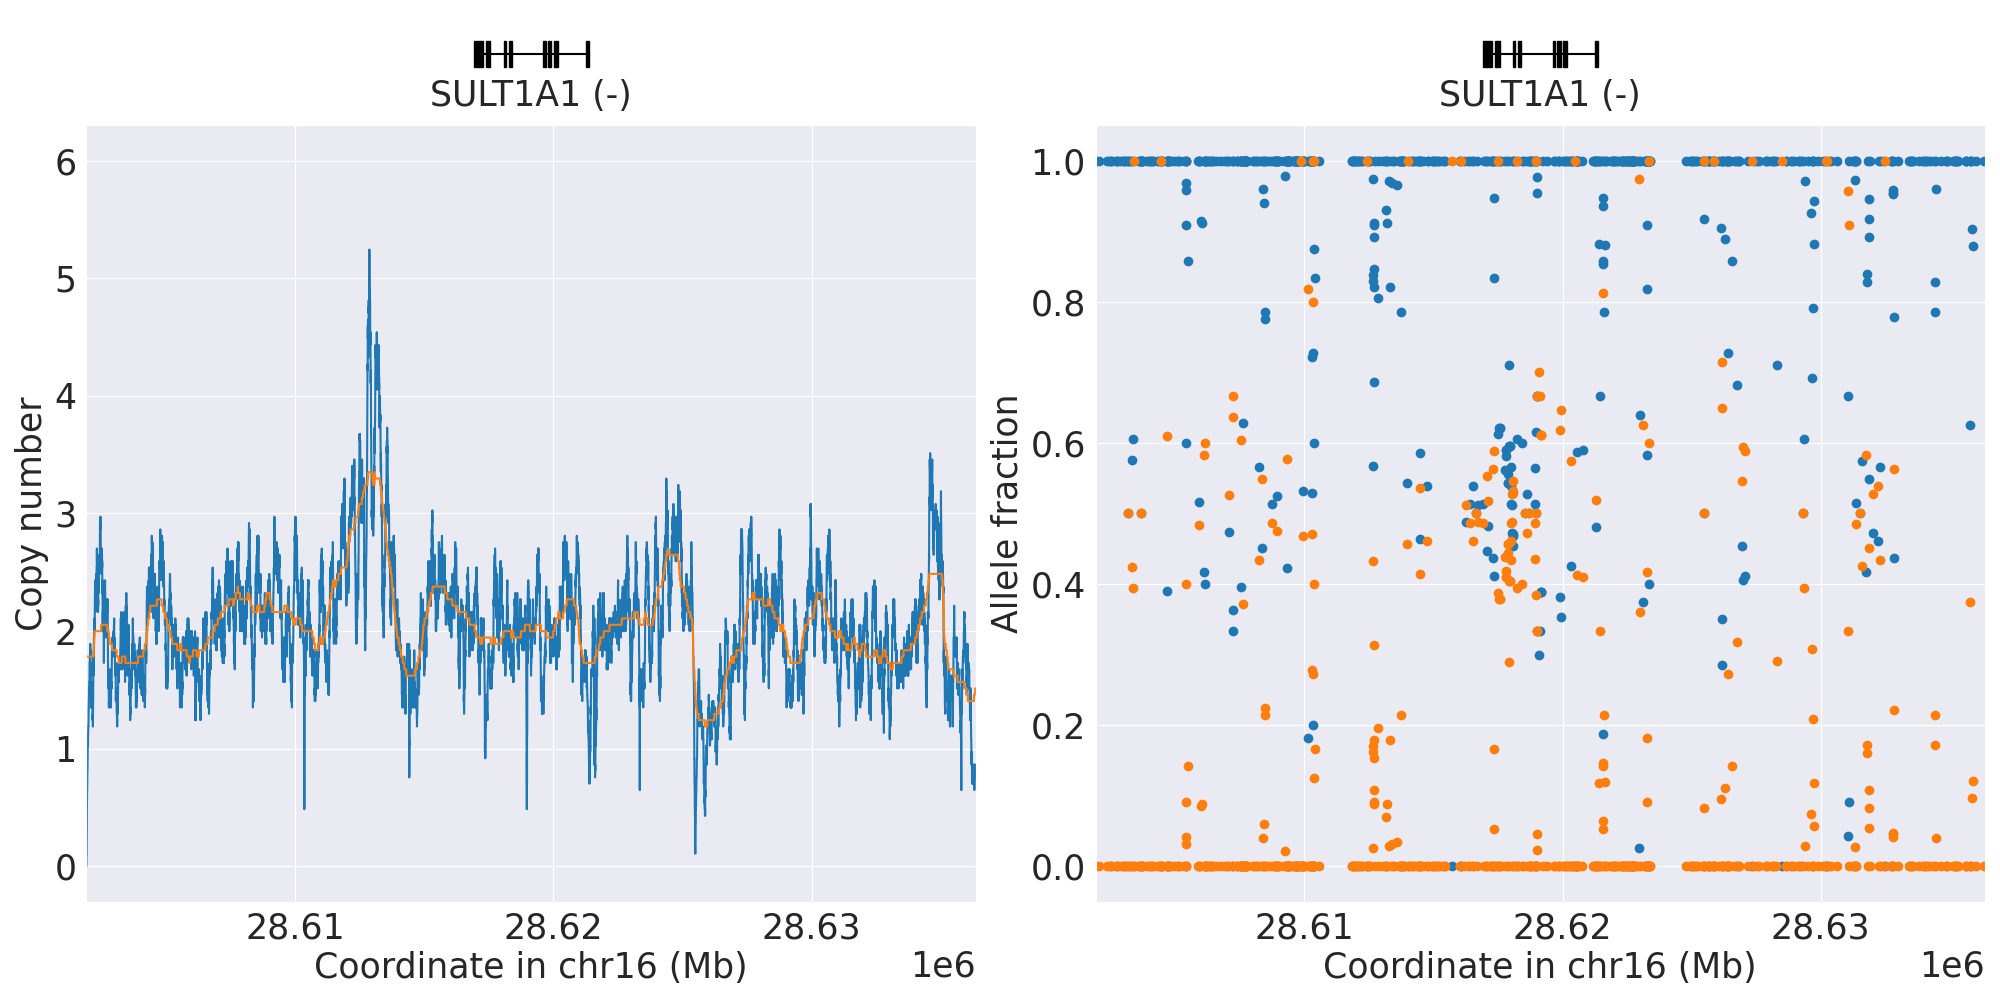 SULT1A1 (-)
6
5
4
3
2
1
0
Copy number
28.61
28.62
28.63
Coordinate in chr16 (Mb)
1e6
SULT1A1 (-)
1.0
0.8
0.6
0.4
0.2
0.0
Allele fraction
28.61
28.62
28.63
Coordinate in chr16 (Mb)
1e6